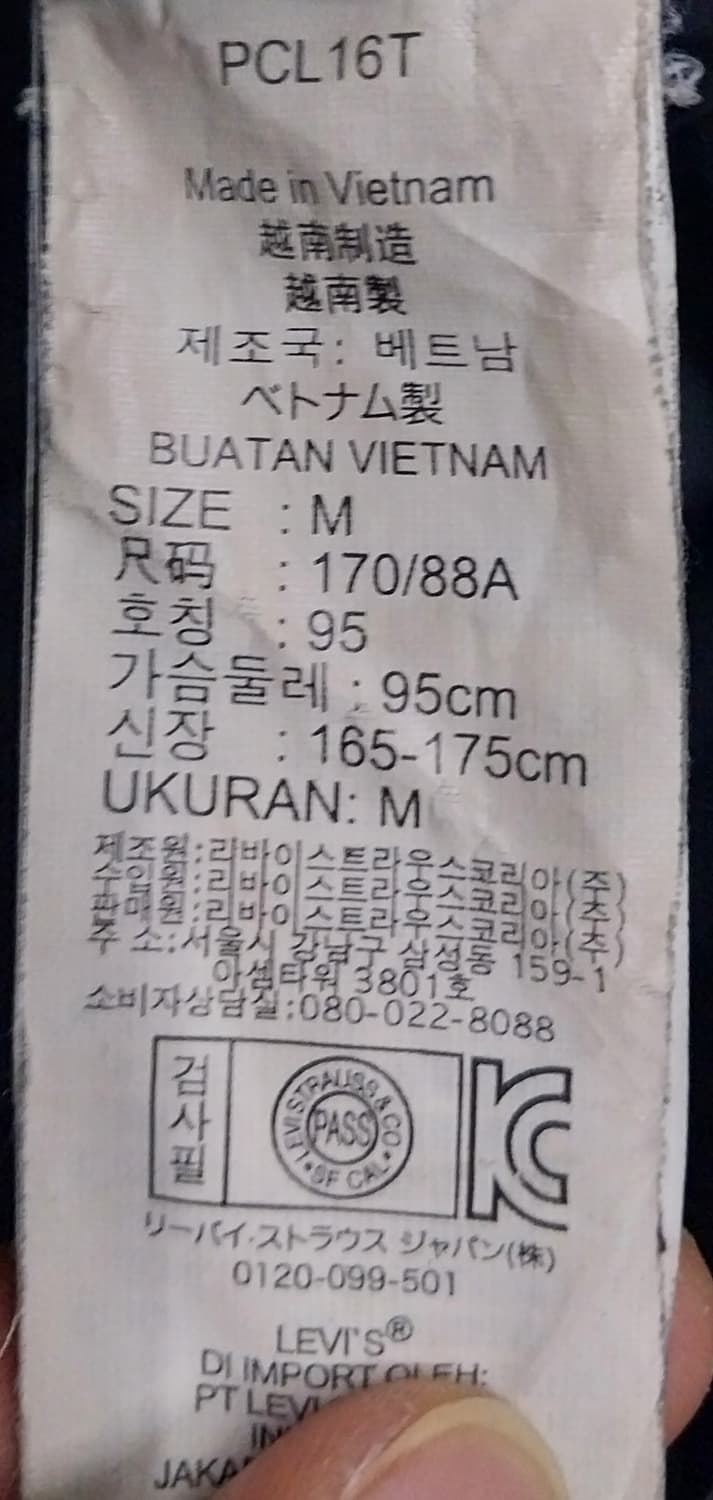 PCL16T
Made in Vietnam
越南制造
越南製
제조국: 베트남
ベトナム製
BUATAN VIETNAM
SIZE : M
尺码 : 170/88A
호칭 : 95
가슴둘레 : 95cm
신장 : 165-175cm
UKURAN: M
제조원:리바이스트라우스코리아(주)
수입원:리바이스트라우스코리아(주)
판매원:리바이스트라우스코리아(주)
주 소:서울시 강남구 삼성동 159-1
아셈타워 3801호
소비자상담실:080-022-8088
검사필
LEVI STRAUSS & CO
PASS
SF CAL
KC
リーバイ·ストラウス ジャパン(株)
0120-099-501
LEVI'S®
DI IMPORT OLEH:
PT LEVI